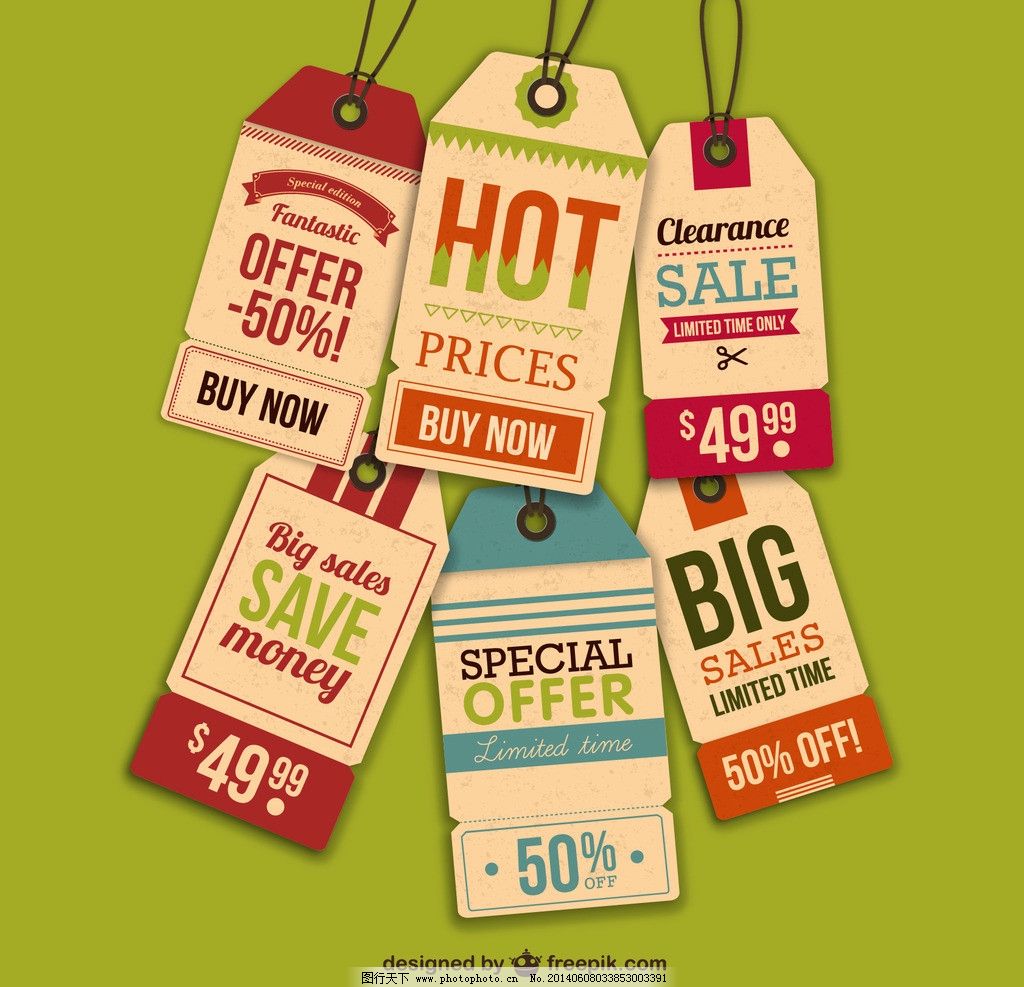 Special edition
Fantastic
OFFER
-50%!
BUY NOW
HOT
PRICES
BUY NOW
Clearance
SALE
LIMITED TIME ONLY
$49.99
Big sales
SAVE
money
$49.99
SPECIAL
OFFER
Limited time
• 50% •
OFF
BIG
SALES
LIMITED TIME
50% OFF!
designed by freepik.com
图行天下 www.photophoto.cn No.20140608033853003391